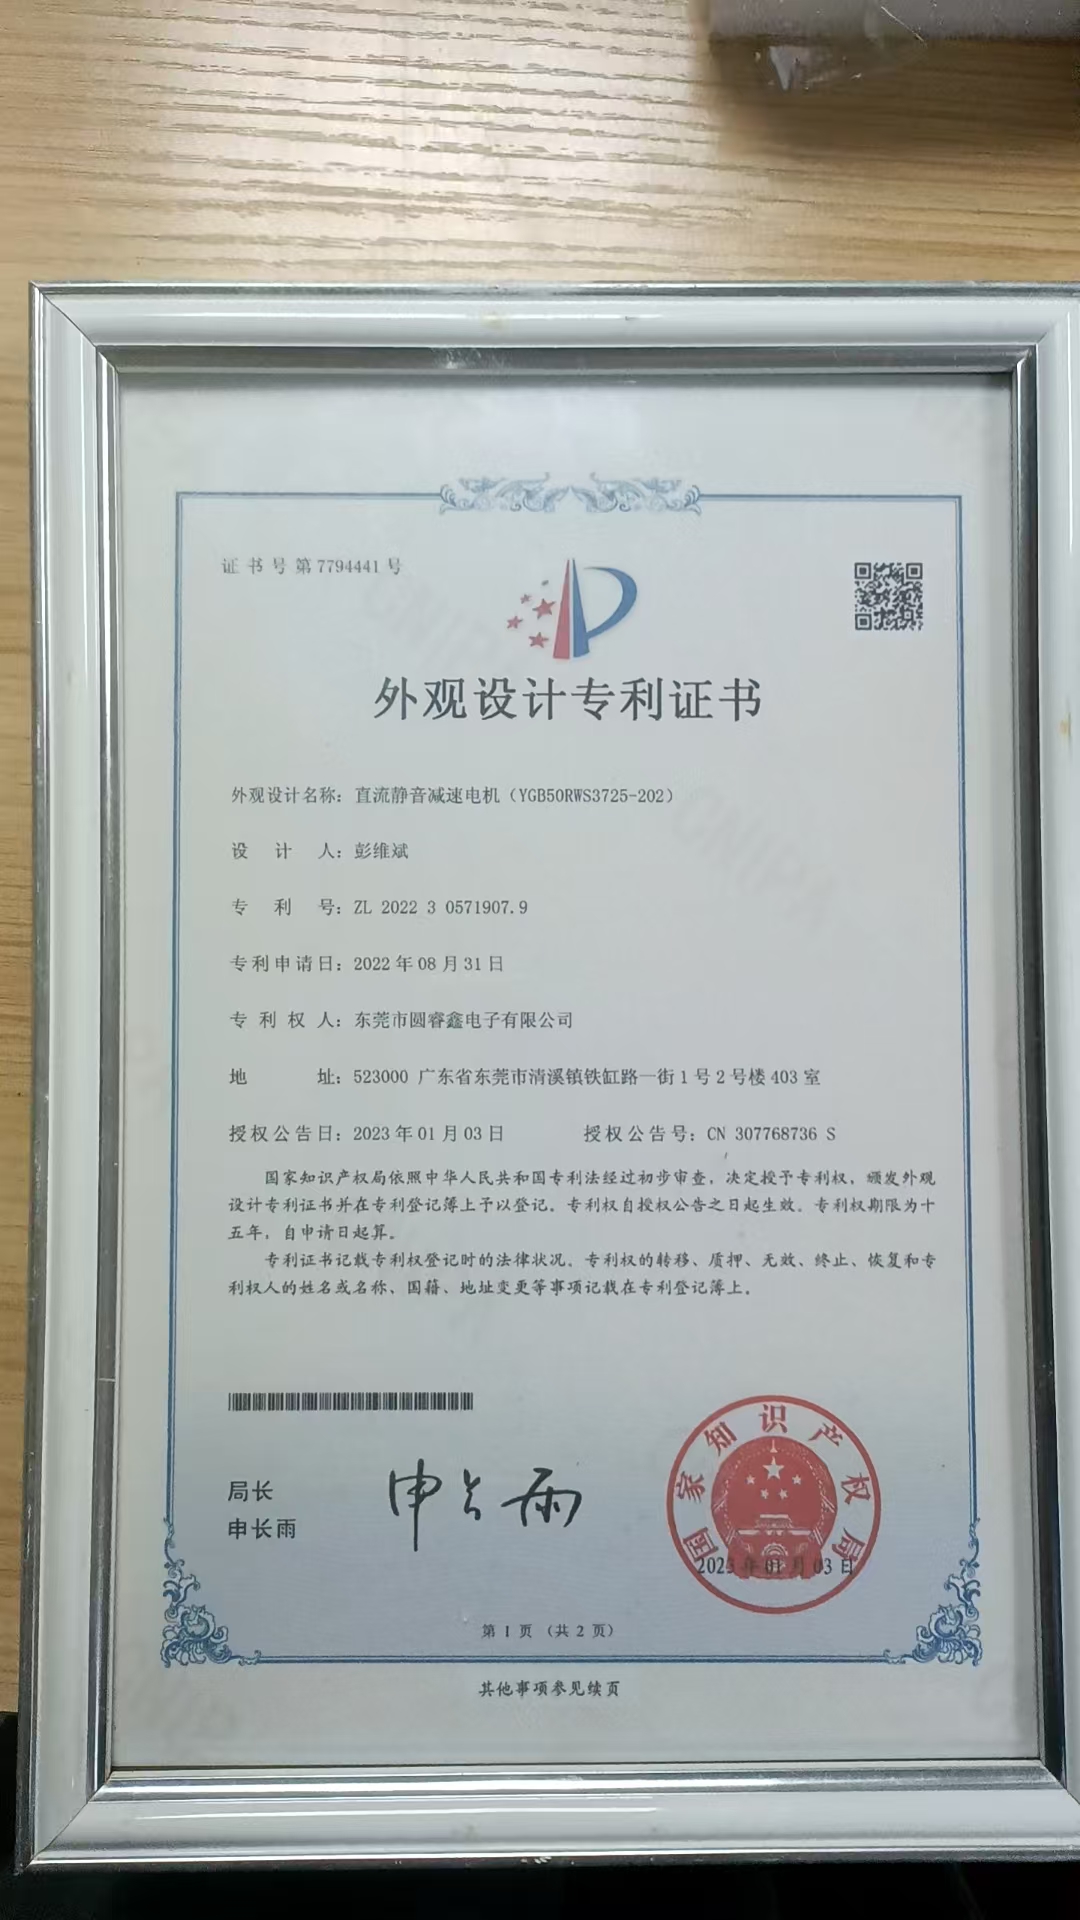 证书号第7794441号
外观设计专利证书
外观设计名称：直流静音减速电机（YGB50RWS3725-202）
设计人：彭维斌
专利号：ZL 2022 3 0571907.9
专利申请日：2022年08月31日
专利权人：东莞市圆睿鑫电子有限公司
地址：523000 广东省东莞市清溪镇铁缸路一街1号2号楼403室
授权公告日：2023年01月03日 授权公告号：CN 307768736 S
国家知识产权局依照中华人民共和国专利法经过初步审查，决定授予专利权，颁发外观
设计专利证书并在专利登记簿上予以登记。专利权自授权公告之日起生效。专利权期限为十
五年，自申请日起算。
专利证书记载专利权登记时的法律状况。专利权的转移、质押、无效、终止、恢复和专
利权人的姓名或名称、国籍、地址变更等事项记载在专利登记簿上。
局长
申长雨
申长雨
国家知识产权局
2023年01月03日
第1页（共2页）
其他事项参见续页